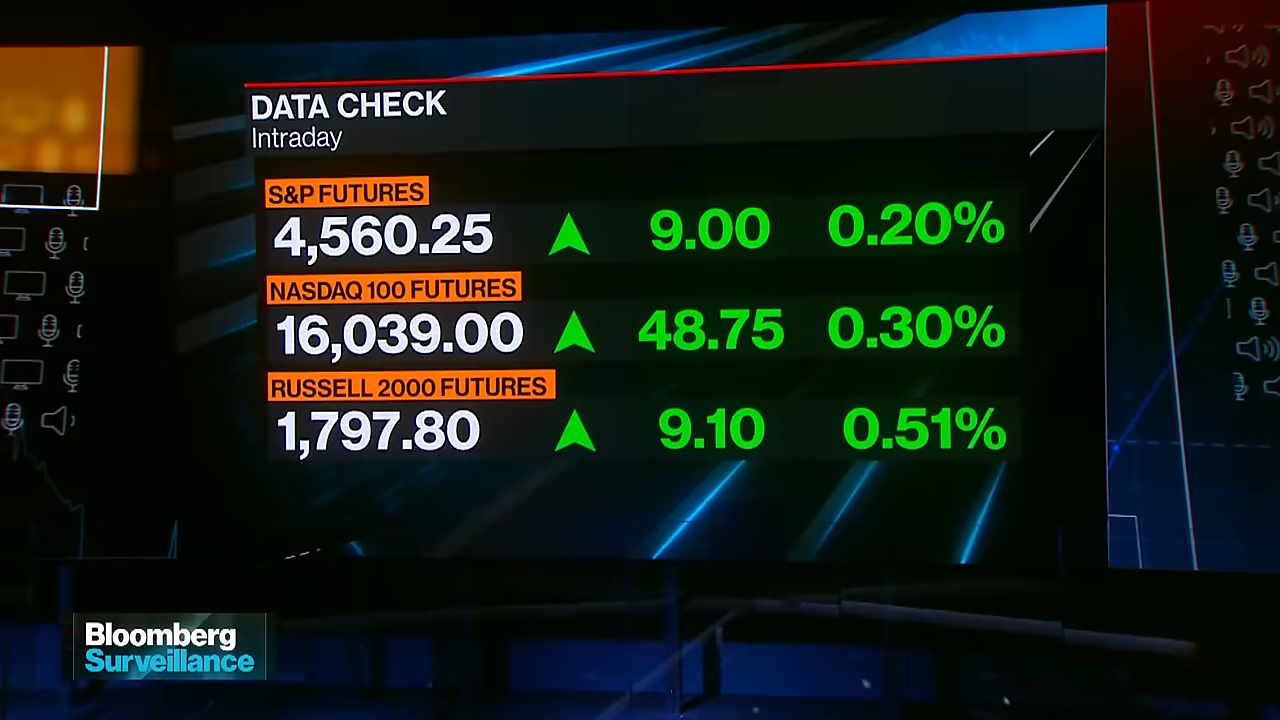 DATA CHECK
Intraday
S&P FUTURES
4,560.25 9.00 0.20%
NASDAQ 100 FUTURES
16,039.00 48.75 0.30%
RUSSELL 2000 FUTURES
1,797.80 9.10 0.51%
Bloomberg
Surveillance